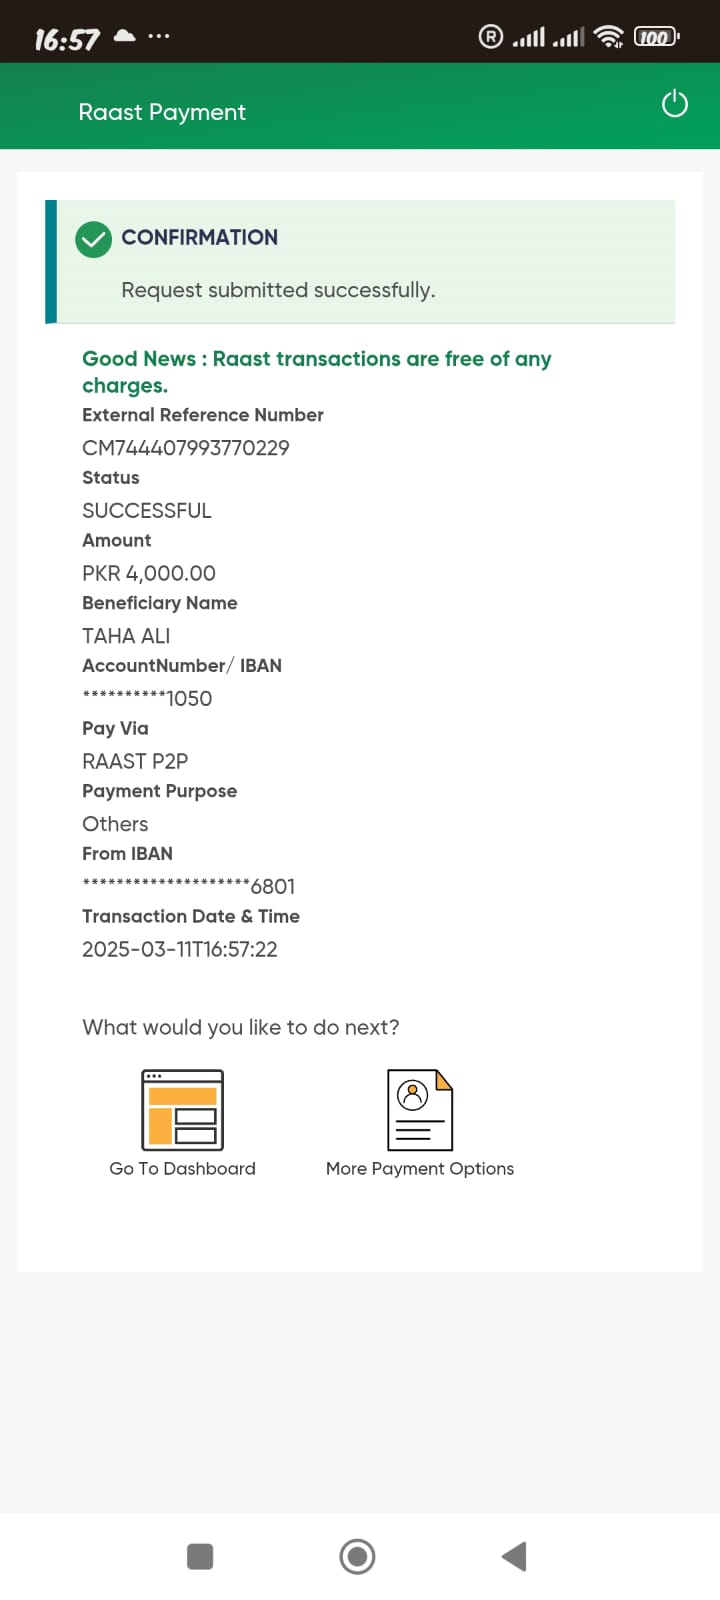 16:57
R
100
Raast Payment
CONFIRMATION
Request submitted successfully.
Good News : Raast transactions are free of any
charges.
External Reference Number
CM744407993770229
Status
SUCCESSFUL
Amount
PKR 4,000.00
Beneficiary Name
TAHA ALI
AccountNumber/ IBAN
**********1050
Pay Via
RAAST P2P
Payment Purpose
Others
From IBAN
********************6801
Transaction Date & Time
2025-03-11T16:57:22
What would you like to do next?
Go To Dashboard
More Payment Options